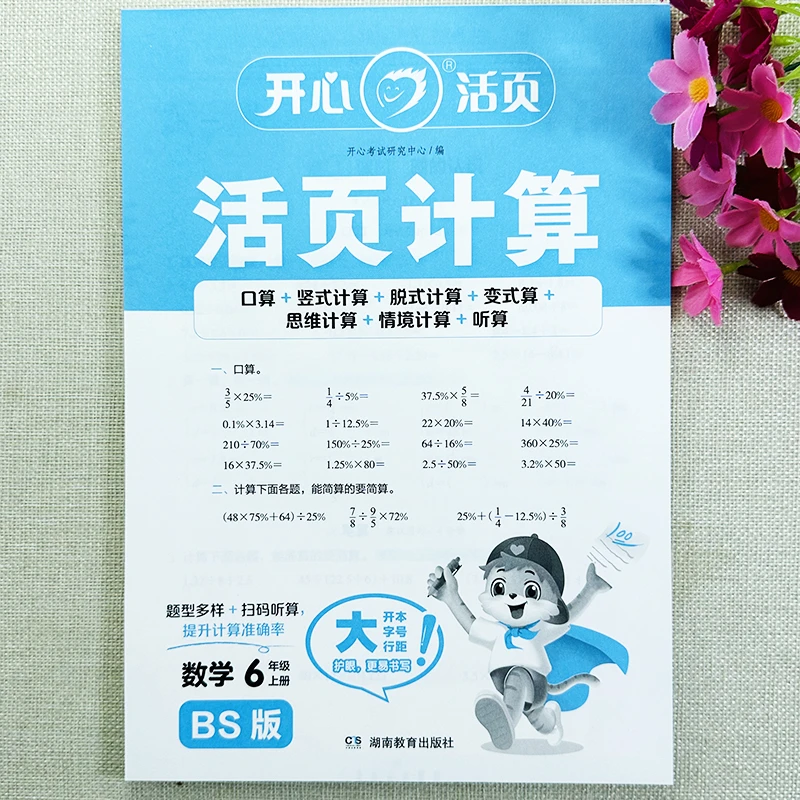 开心 ® 活页
开心考试研究中心 / 编
活页计算
口算 + 竖式计算 + 脱式计算 + 变式算 +
思维计算 + 情境计算 + 听算
一、口算。
3/5×25%= 1/4÷5%= 37.5%×5/8= 4/21÷20%=
0.1%×3.14= 1÷12.5%= 22×20%= 14×40%=
210÷70%= 150%÷25%= 64÷16%= 360×25%=
16×37.5%= 1.25%×80= 2.5÷50%= 3.2%×50=
二、计算下面各题，能简算的要简算。
(48×75%+64)÷25% 7/8÷9/5×72% 25%+(1/4-12.5%)÷3/8
100
题型多样 + 扫码听算，
提升计算准确率
大 开本
字号
行距 !
护眼，更易书写
数学 6 年级
上册
BS 版
湖南教育出版社